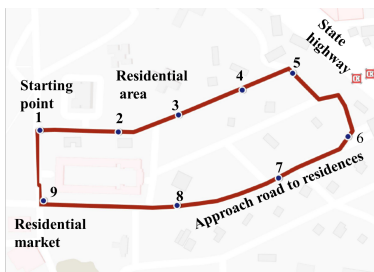 State
highway
Starting
point
Residential
area
1
2
3
4
5
6
7
8
9
Approach road to residences
Residential
market